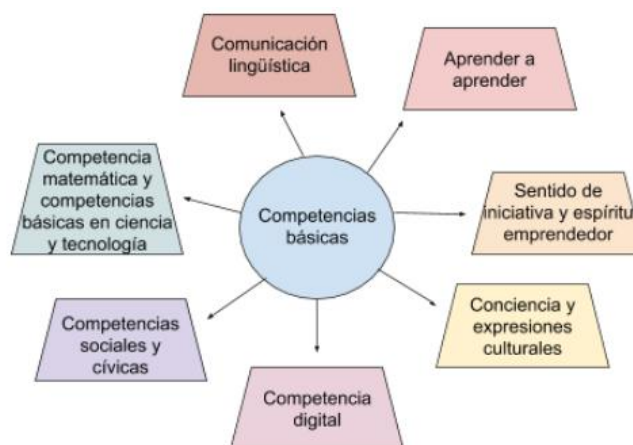 Comunicación
lingüística
Aprender a
aprender
Competencia
matemática y
competencias
básicas en ciencia
y tecnología
Competencias
básicas
Sentido de
iniciativa y espíritu
emprendedor
Competencias
sociales y
cívicas
Conciencia y
expresiones
culturales
Competencia
digital